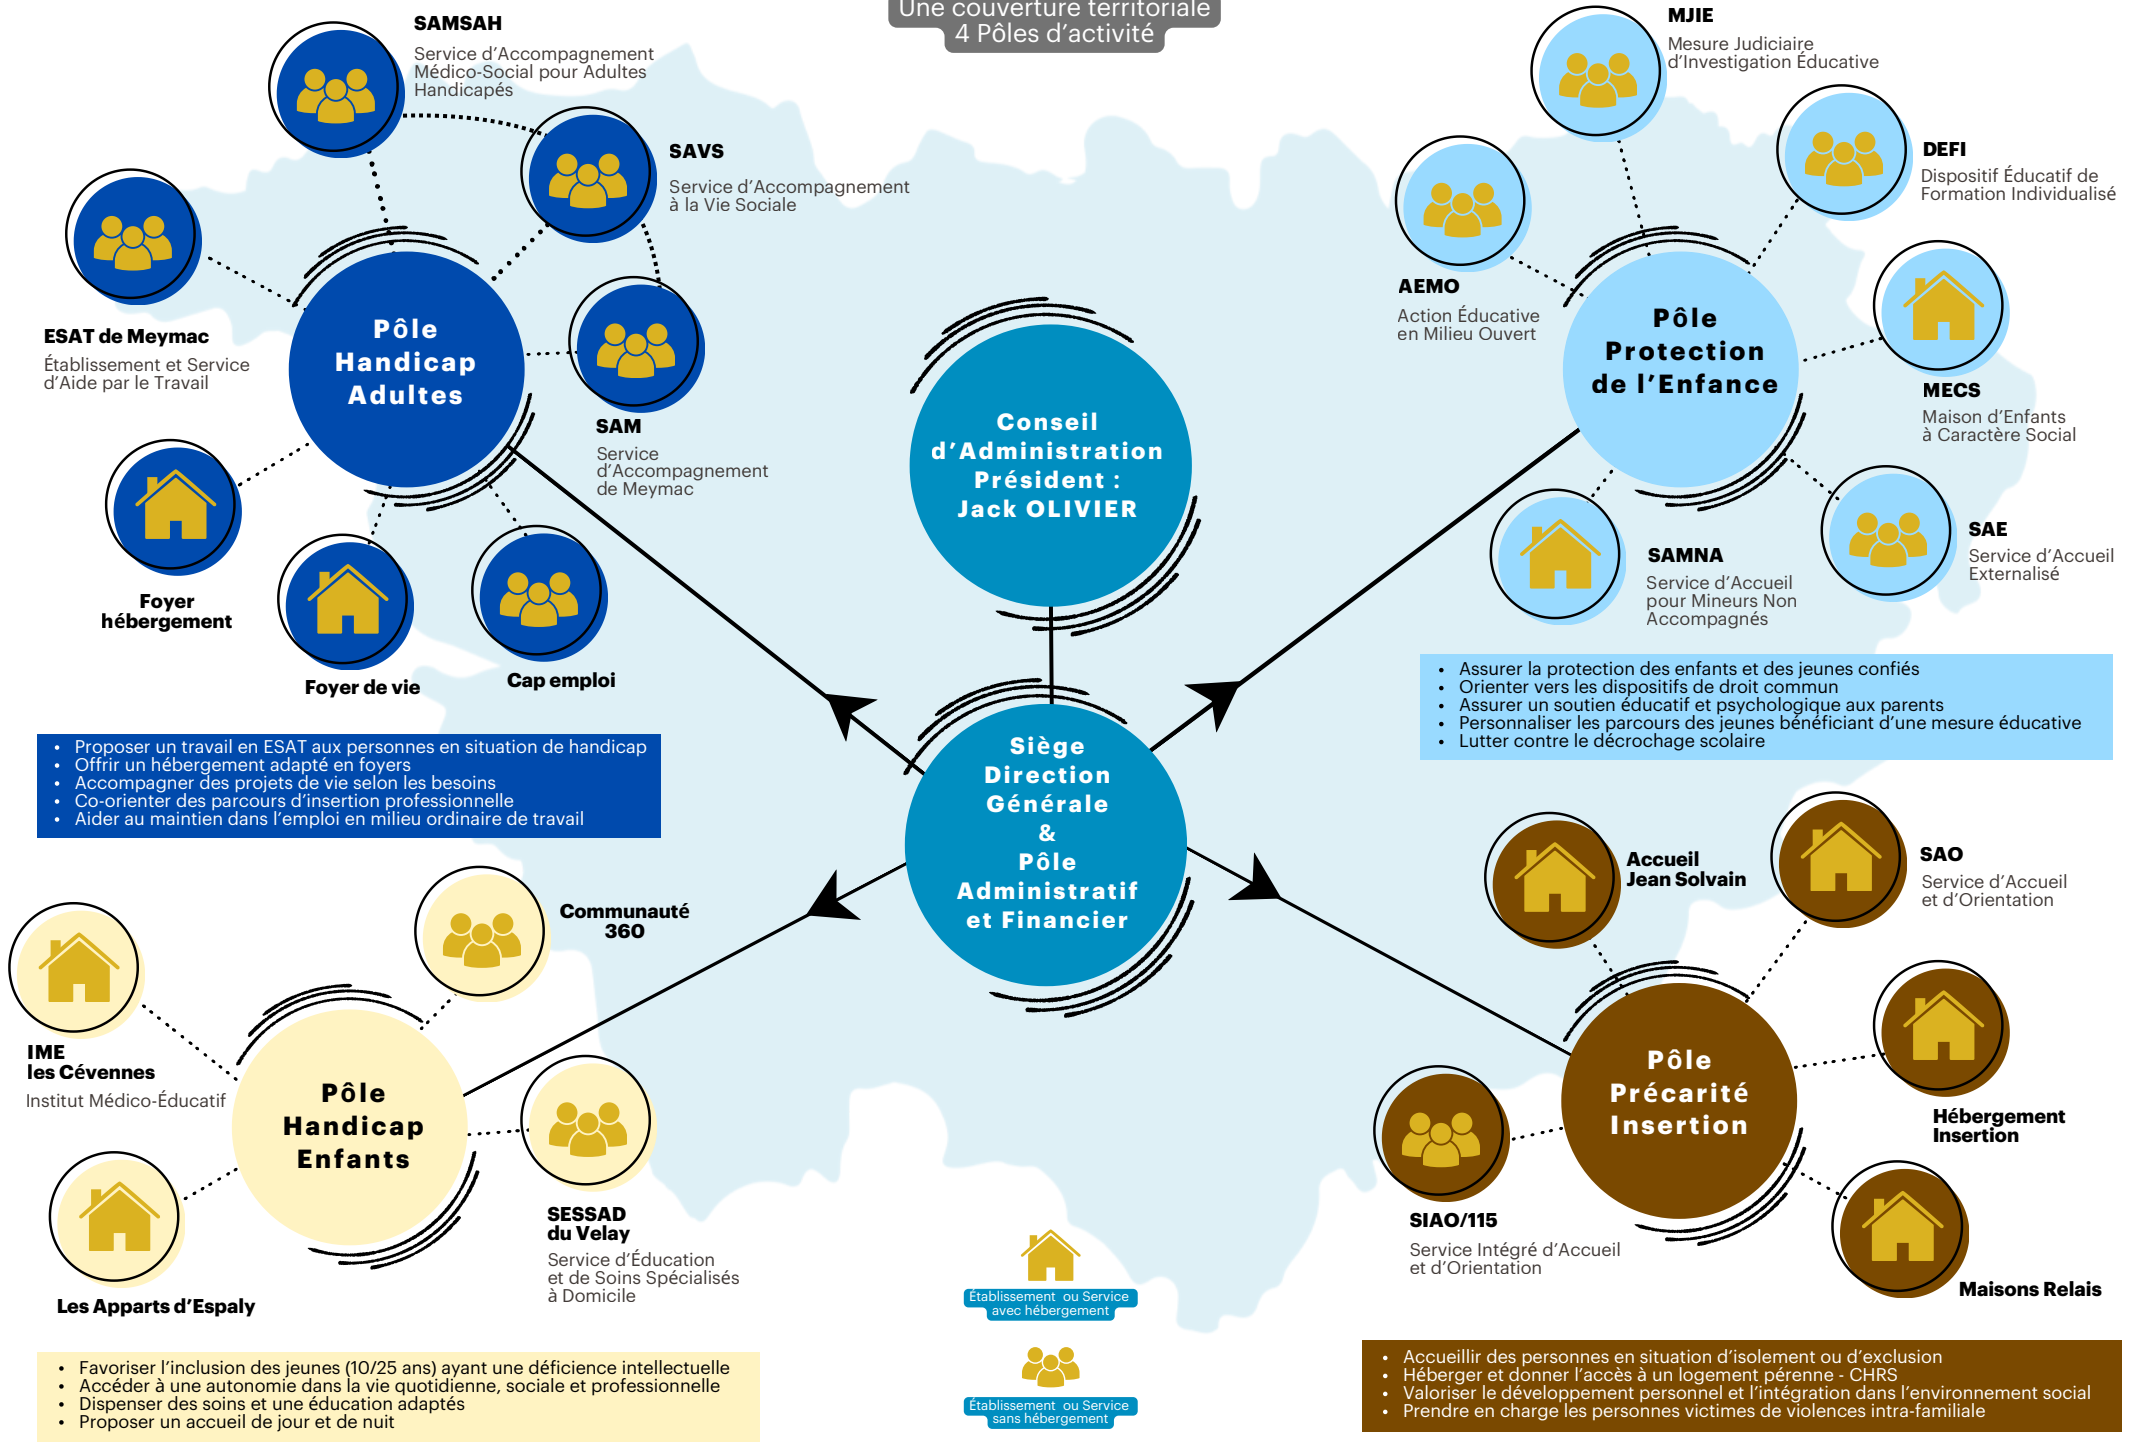 Une couverture territoriale
4 Pôles d'activité
SAMSAH
Service d'Accompagnement
Médico-Social pour Adultes
Handicapés
SAVS
Service d'Accompagnement
à la Vie Sociale
ESAT de Meymac
Établissement et Service
d'Aide par le Travail
Pôle
Handicap
Adultes
SAM
Service
d'Accompagnement
de Meymac
Foyer
hébergement
Foyer de vie
Cap emploi
• Proposer un travail en ESAT aux personnes en situation de handicap
• Offrir un hébergement adapté en foyers
• Accompagner des projets de vie selon les besoins
• Co-orienter des parcours d'insertion professionnelle
• Aider au maintien dans l'emploi en milieu ordinaire de travail
Conseil
d'Administration
Président :
Jack OLIVIER
Siège
Direction
Générale
&
Pôle
Administratif
et Financier
MJIE
Mesure Judiciaire
d'Investigation Éducative
DEFI
Dispositif Éducatif de
Formation Individualisé
AEMO
Action Éducative
en Milieu Ouvert
Pôle
Protection
de l'Enfance
MECS
Maison d'Enfants
à Caractère Social
SAMNA
Service d'Accueil
pour Mineurs Non
Accompagnés
SAE
Service d'Accueil
Externalisé
• Assurer la protection des enfants et des jeunes confiés
• Orienter vers les dispositifs de droit commun
• Assurer un soutien éducatif et psychologique aux parents
• Personnaliser les parcours des jeunes bénéficiant d'une mesure éducative
• Lutter contre le décrochage scolaire
Communauté
360
IME
les Cévennes
Institut Médico-Éducatif
Pôle
Handicap
Enfants
SESSAD
du Velay
Service d'Éducation
et de Soins Spécialisés
à Domicile
Les Apparts d'Espaly
• Favoriser l'inclusion des jeunes (10/25 ans) ayant une déficience intellectuelle
• Accéder à une autonomie dans la vie quotidienne, sociale et professionnelle
• Dispenser des soins et une éducation adaptés
• Proposer un accueil de jour et de nuit
Établissement ou Service
avec hébergement
Établissement ou Service
sans hébergement
Accueil
Jean Solvain
SAO
Service d'Accueil
et d'Orientation
Pôle
Précarité
Insertion
Hébergement
Insertion
SIAO/115
Service Intégré d'Accueil
et d'Orientation
Maisons Relais
• Accueillir des personnes en situation d'isolement ou d'exclusion
• Héberger et donner l'accès à un logement pérenne - CHRS
• Valoriser le développement personnel et l'intégration dans l'environnement social
• Prendre en charge les personnes victimes de violences intra-familiale